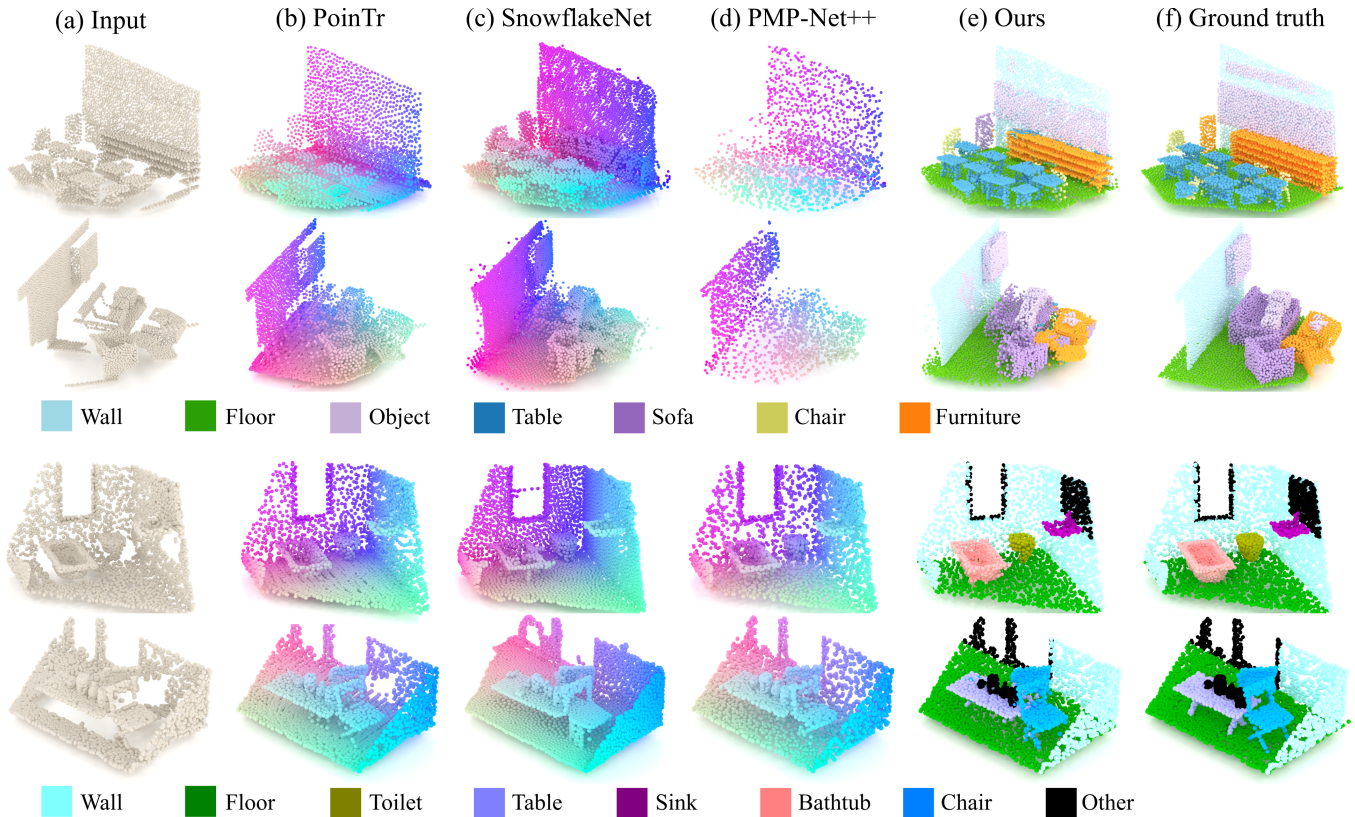 (a) Input (b) PoinTr (c) SnowflakeNet (d) PMP-Net++ (e) Ours (f) Ground truth
Wall Floor Object Table Sofa Chair Furniture
Wall Floor Toilet Table Sink Bathtub Chair Other